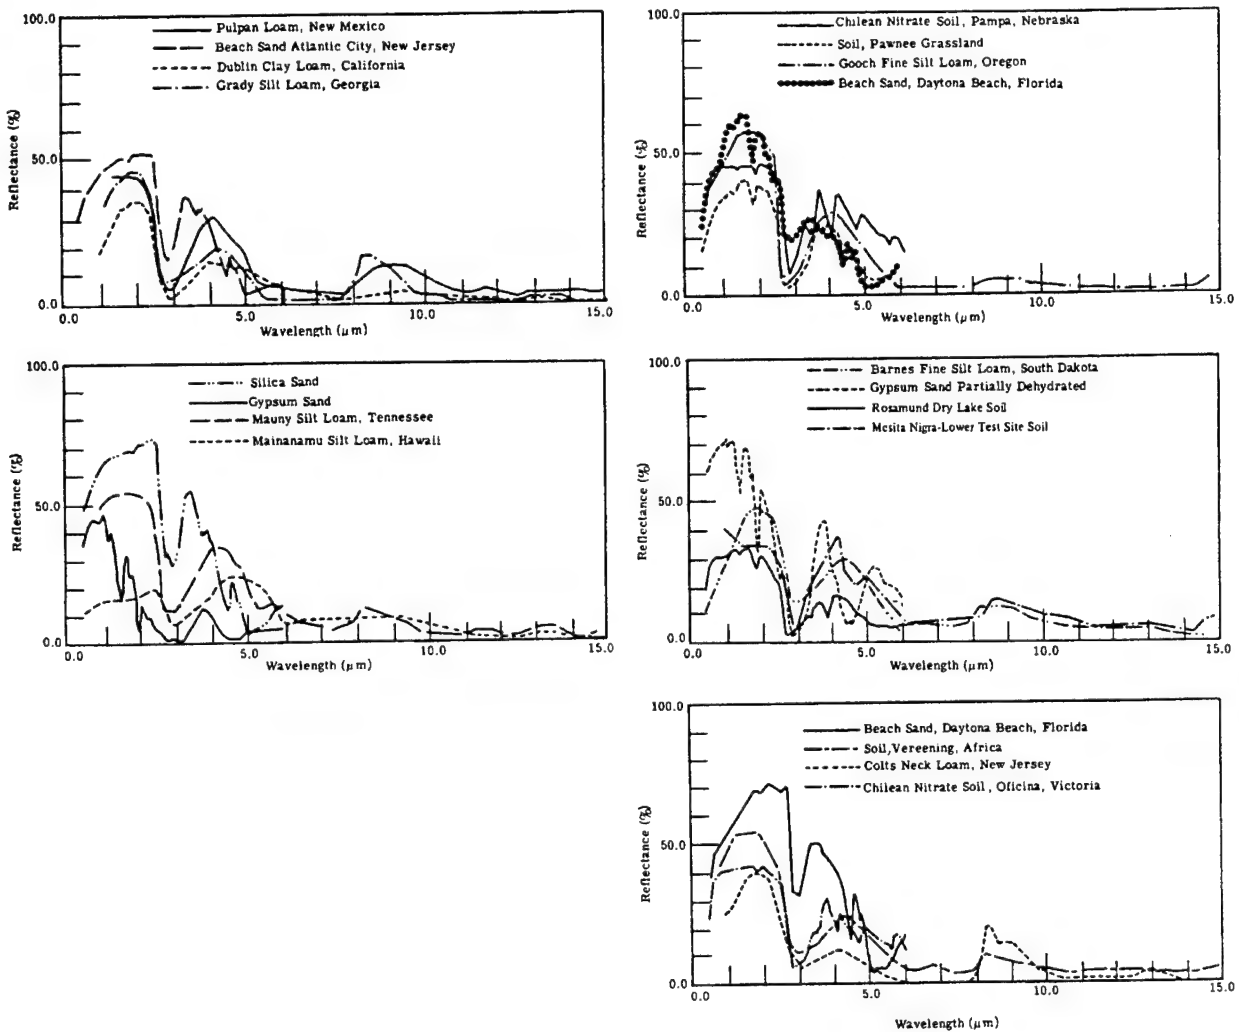 100.0
50.0
0.0
Reflectance (%)
Pulpan Loam, New Mexico
Beach Sand Atlantic City, New Jersey
Dublin Clay Loam, California
Grady Silt Loam, Georgia
0.0
5.0
10.0
15.0
Wavelength (μm)
100.0
50.0
0.0
Reflectance (%)
Chilean Nitrate Soil, Pampa, Nebraska
Soil, Pawnee Grassland
Gooch Fine Silt Loam, Oregon
Beach Sand, Daytona Beach, Florida
0.0
5.0
10.0
15.0
Wavelength (μm)
100.0
50.0
0.0
Reflectance (%)
Silica Sand
Gypsum Sand
Mauny Silt Loam, Tennessee
Mainanamu Silt Loam, Hawaii
0.0
5.0
10.0
15.0
Wavelength (μm)
100.0
50.0
0.0
Reflectance (%)
Barnes Fine Silt Loam, South Dakota
Gypsum Sand Partially Dehydrated
Rosamund Dry Lake Soil
Mesita Nigra-Lower Test Site Soil
0.0
5.0
10.0
15.0
Wavelength (μm)
100.0
50.0
0.0
Reflectance (%)
Beach Sand, Daytona Beach, Florida
Soil, Vereening, Africa
Colts Neck Loam, New Jersey
Chilean Nitrate Soil, Oficina, Victoria
0.0
5.0
10.0
15.0
Wavelength (μm)